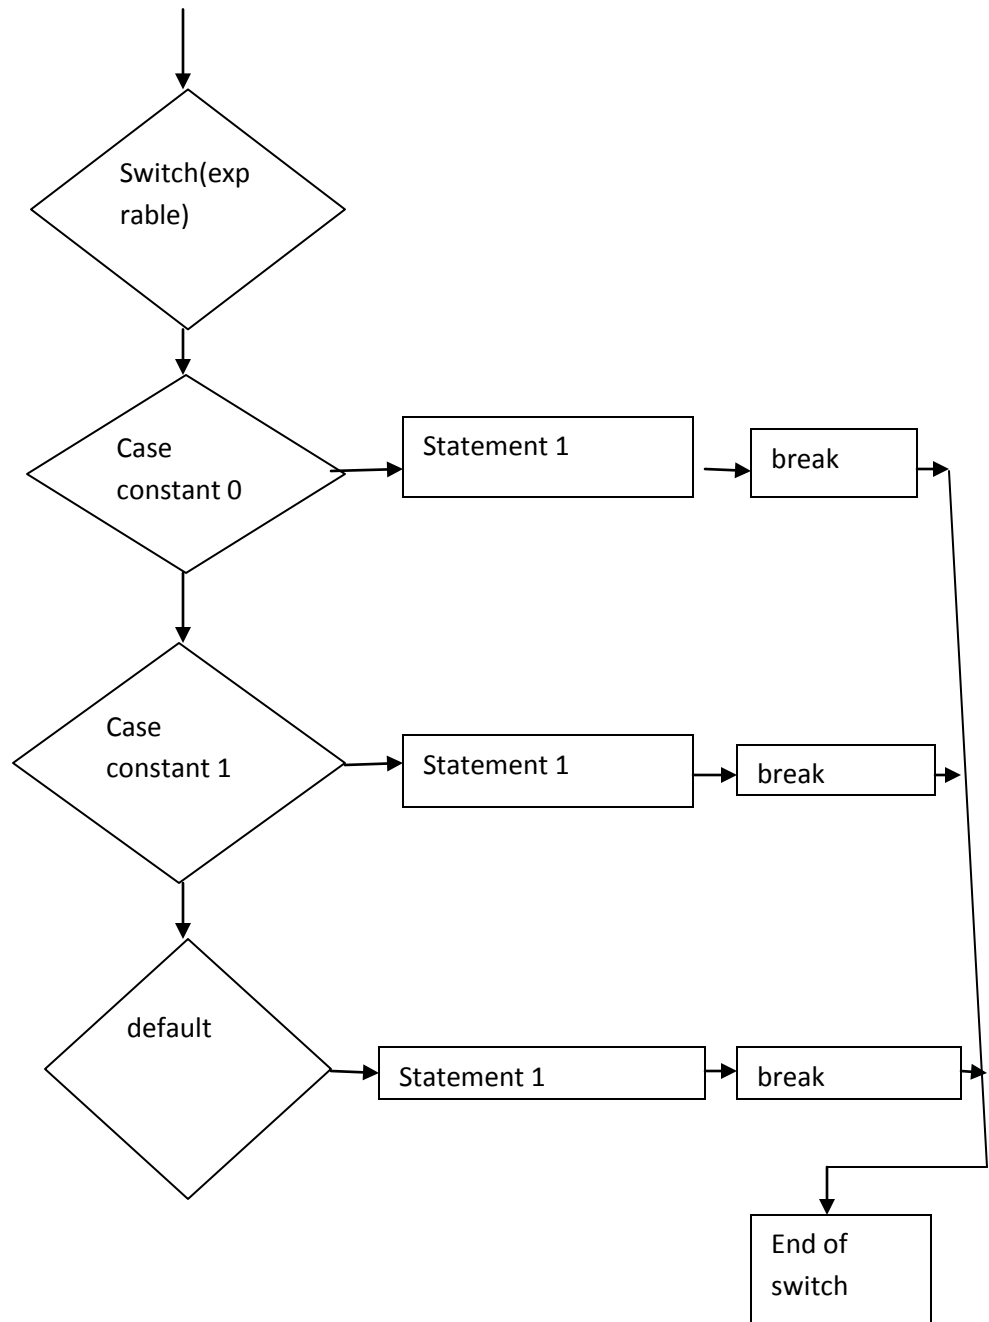 Switch(exp
rable)
Case
constant 0
Statement 1
break
Case
constant 1
Statement 1
break
default
Statement 1
break
End of
switch